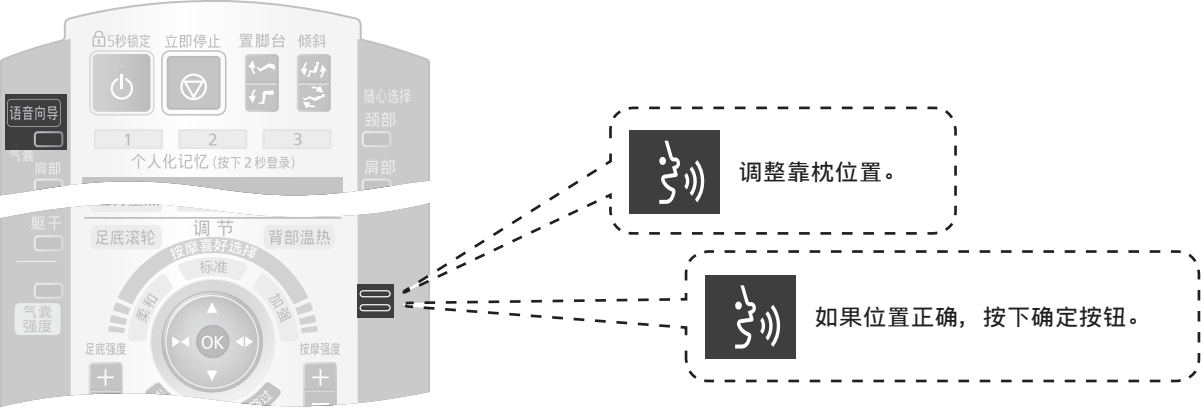 5秒锁定 立即停止 置脚台 倾斜
语音向导
随心选择
颈部
1 2 3
气囊
肩部
个人化记忆(按下2秒登录)
肩部
躯干
足底滚轮 调节 背部温热
按摩喜好选择
标准
柔和 加强
气囊
强度
足底强度 OK 按摩强度
调整靠枕位置。
如果位置正确，按下确定按钮。